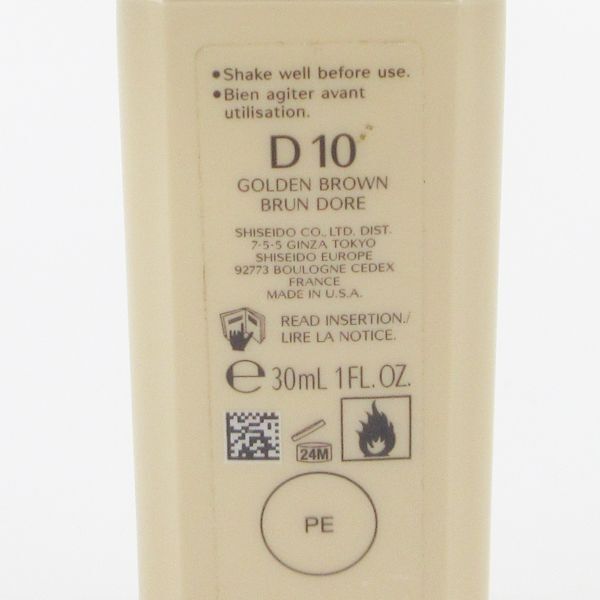 •Shake well before use.
•Bien agiter avant
utilisation.
D 10
GOLDEN BROWN
BRUN DORE
SHISEIDO CO., LTD. DIST.
7-5-5 GINZA TOKYO
SHISEIDO EUROPE
92773 BOULOGNE CEDEX
FRANCE
MADE IN U.S.A.
READ INSERTION./
LIRE LA NOTICE.
℮ 30mL 1FL. OZ.
24M
PE